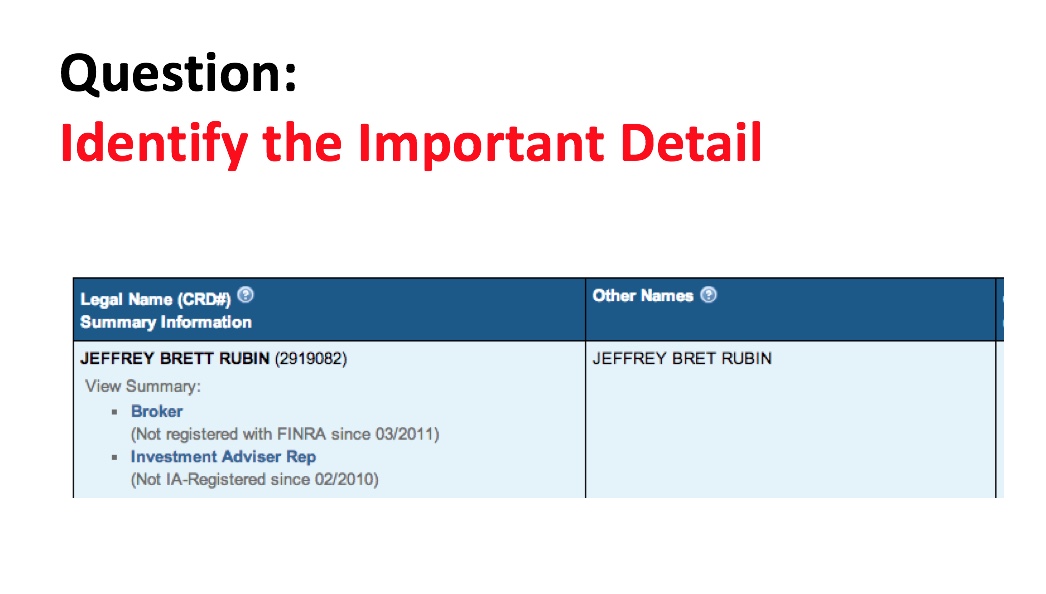 Question:
Identify the Important Detail
Legal Name (CRD#) ?
Summary Information
Other Names ?
JEFFREY BRETT RUBIN (2919082)
JEFFREY BRET RUBIN
View Summary:
▪ Broker
(Not registered with FINRA since 03/2011)
▪ Investment Adviser Rep
(Not IA-Registered since 02/2010)